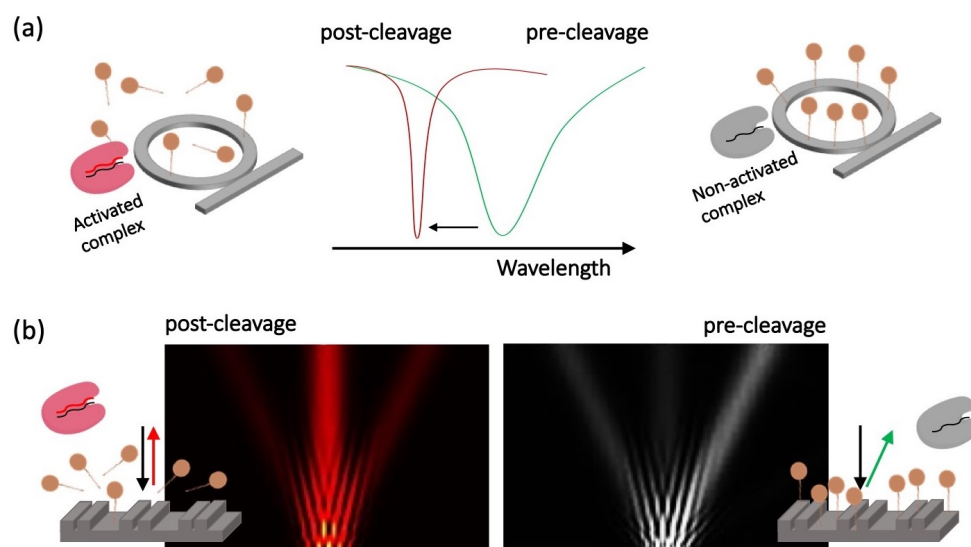 (a)
post-cleavage
pre-cleavage
Activated
complex
Non-activated
complex
Wavelength
(b)
post-cleavage
pre-cleavage